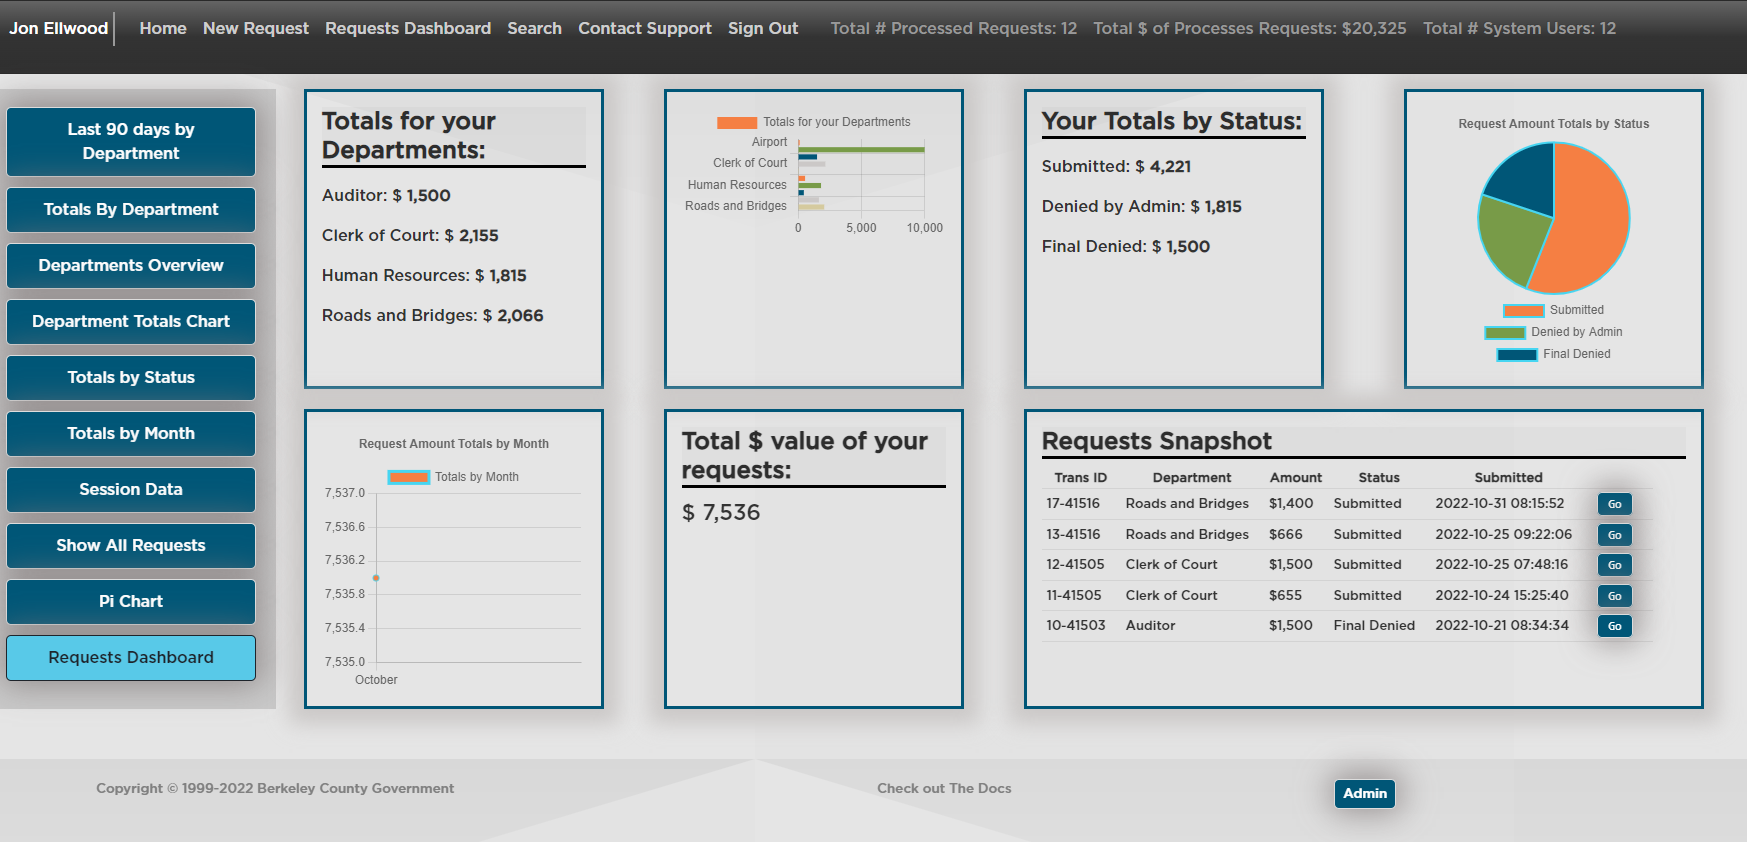 Jon Ellwood Home New Request Requests Dashboard Search Contact Support Sign Out Total # Processed Requests: 12 Total $ of Processes Requests: $20,325 Total # System Users: 12
Last 90 days by
Department
Totals By Department
Departments Overview
Department Totals Chart
Totals by Status
Totals by Month
Session Data
Show All Requests
Pi Chart
Requests Dashboard
Totals for your
Departments:
Auditor: $ 1,500
Clerk of Court: $ 2,155
Human Resources: $ 1,815
Roads and Bridges: $ 2,066
Totals for your Departments
Airport
Clerk of Court
Human Resources
Roads and Bridges
0 5,000 10,000
Your Totals by Status:
Submitted: $ 4,221
Denied by Admin: $ 1,815
Final Denied: $ 1,500
Request Amount Totals by Status
Submitted
Denied by Admin
Final Denied
Request Amount Totals by Month
Totals by Month
7,537.0
7,536.6
7,536.2
7,535.8
7,535.4
7,535.0
October
Total $ value of your
requests:
$ 7,536
Requests Snapshot
Trans ID Department Amount Status Submitted
17-41516 Roads and Bridges $1,400 Submitted 2022-10-31 08:15:52 Go
13-41516 Roads and Bridges $666 Submitted 2022-10-25 09:22:06 Go
12-41505 Clerk of Court $1,500 Submitted 2022-10-25 07:48:16 Go
11-41505 Clerk of Court $655 Submitted 2022-10-24 15:25:40 Go
10-41503 Auditor $1,500 Final Denied 2022-10-21 08:34:34 Go
Copyright © 1999-2022 Berkeley County Government
Check out The Docs
Admin